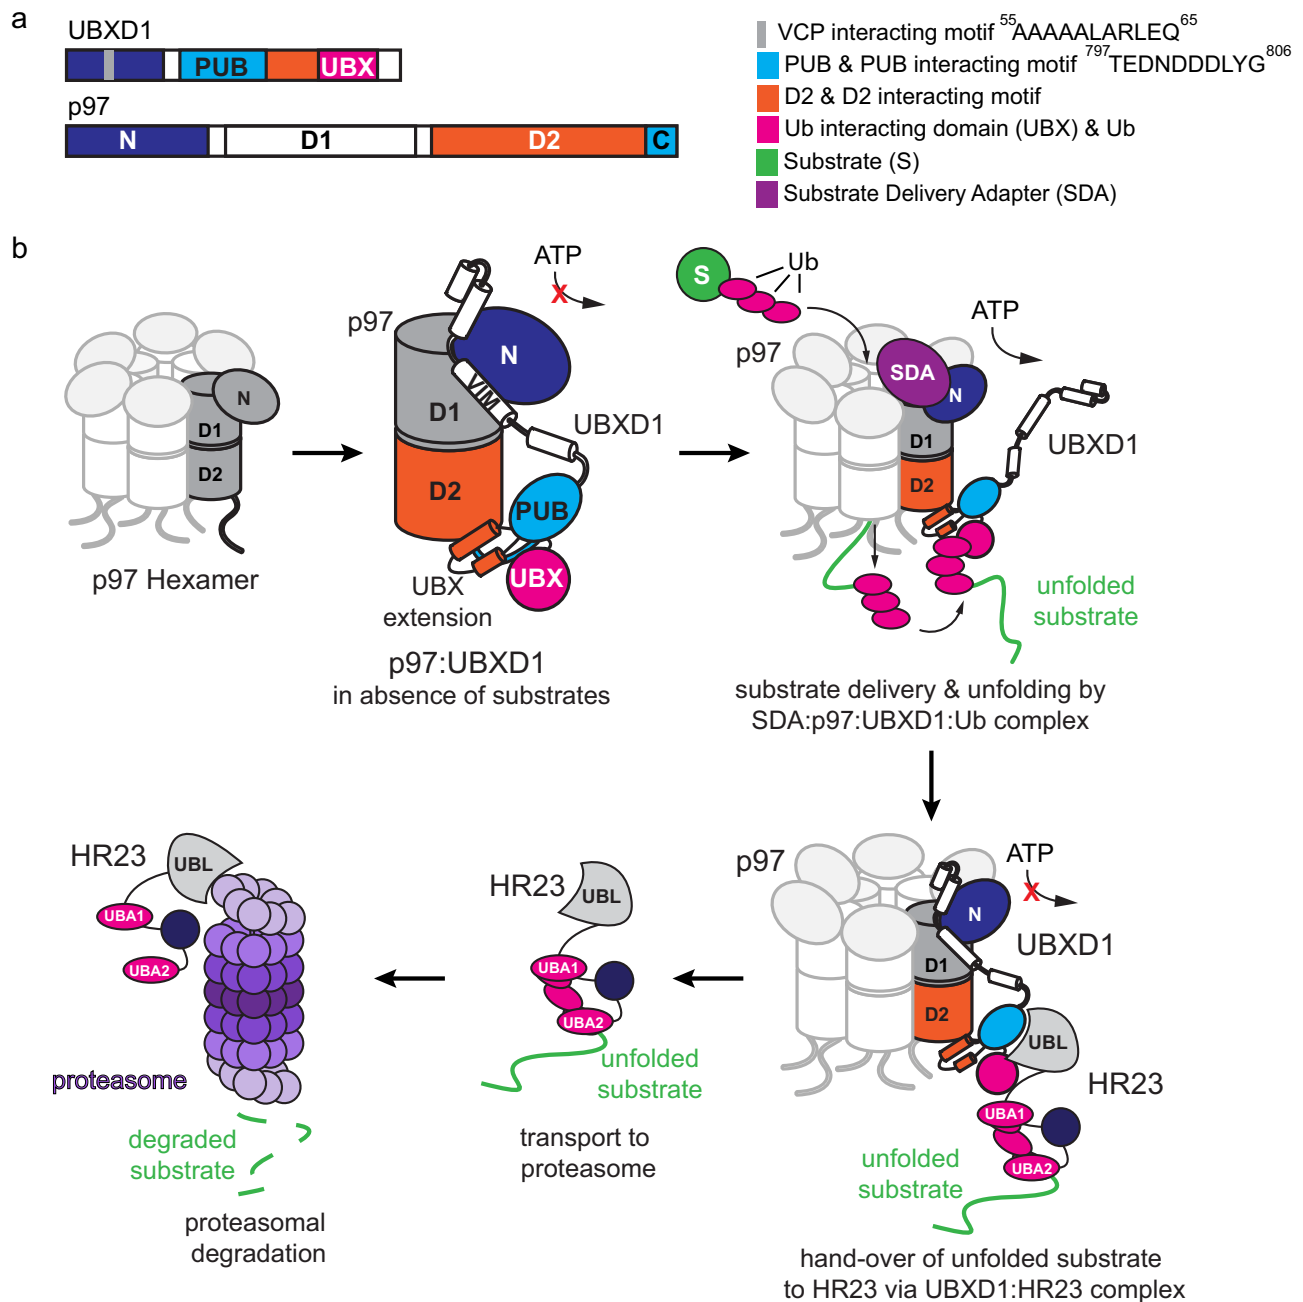 a
UBXD1
PUB
UBX
p97
N
D1
D2
C
VCP interacting motif ⁵⁵AAAAALARLEQ⁶⁵
PUB & PUB interacting motif ⁷⁹⁷TEDNDDDLYG⁸⁰⁶
D2 & D2 interacting motif
Ub interacting domain (UBX) & Ub
Substrate (S)
Substrate Delivery Adapter (SDA)
b
N
D1
D2
p97 Hexamer
ATP
X
p97
N
VIM
D1
UBXD1
D2
PUB
UBX
UBX
extension
p97:UBXD1
in absence of substrates
S
Ub
ATP
p97
SDA
N
D1
D2
UBXD1
unfolded
substrate
substrate delivery & unfolding by
SDA:p97:UBXD1:Ub complex
p97
ATP
X
N
UBXD1
D1
D2
UBL
HR23
UBA1
UBA2
unfolded
substrate
hand-over of unfolded substrate
to HR23 via UBXD1:HR23 complex
HR23
UBL
UBA1
UBA2
unfolded
substrate
transport to
proteasome
HR23
UBL
UBA1
UBA2
proteasome
degraded
substrate
proteasomal
degradation